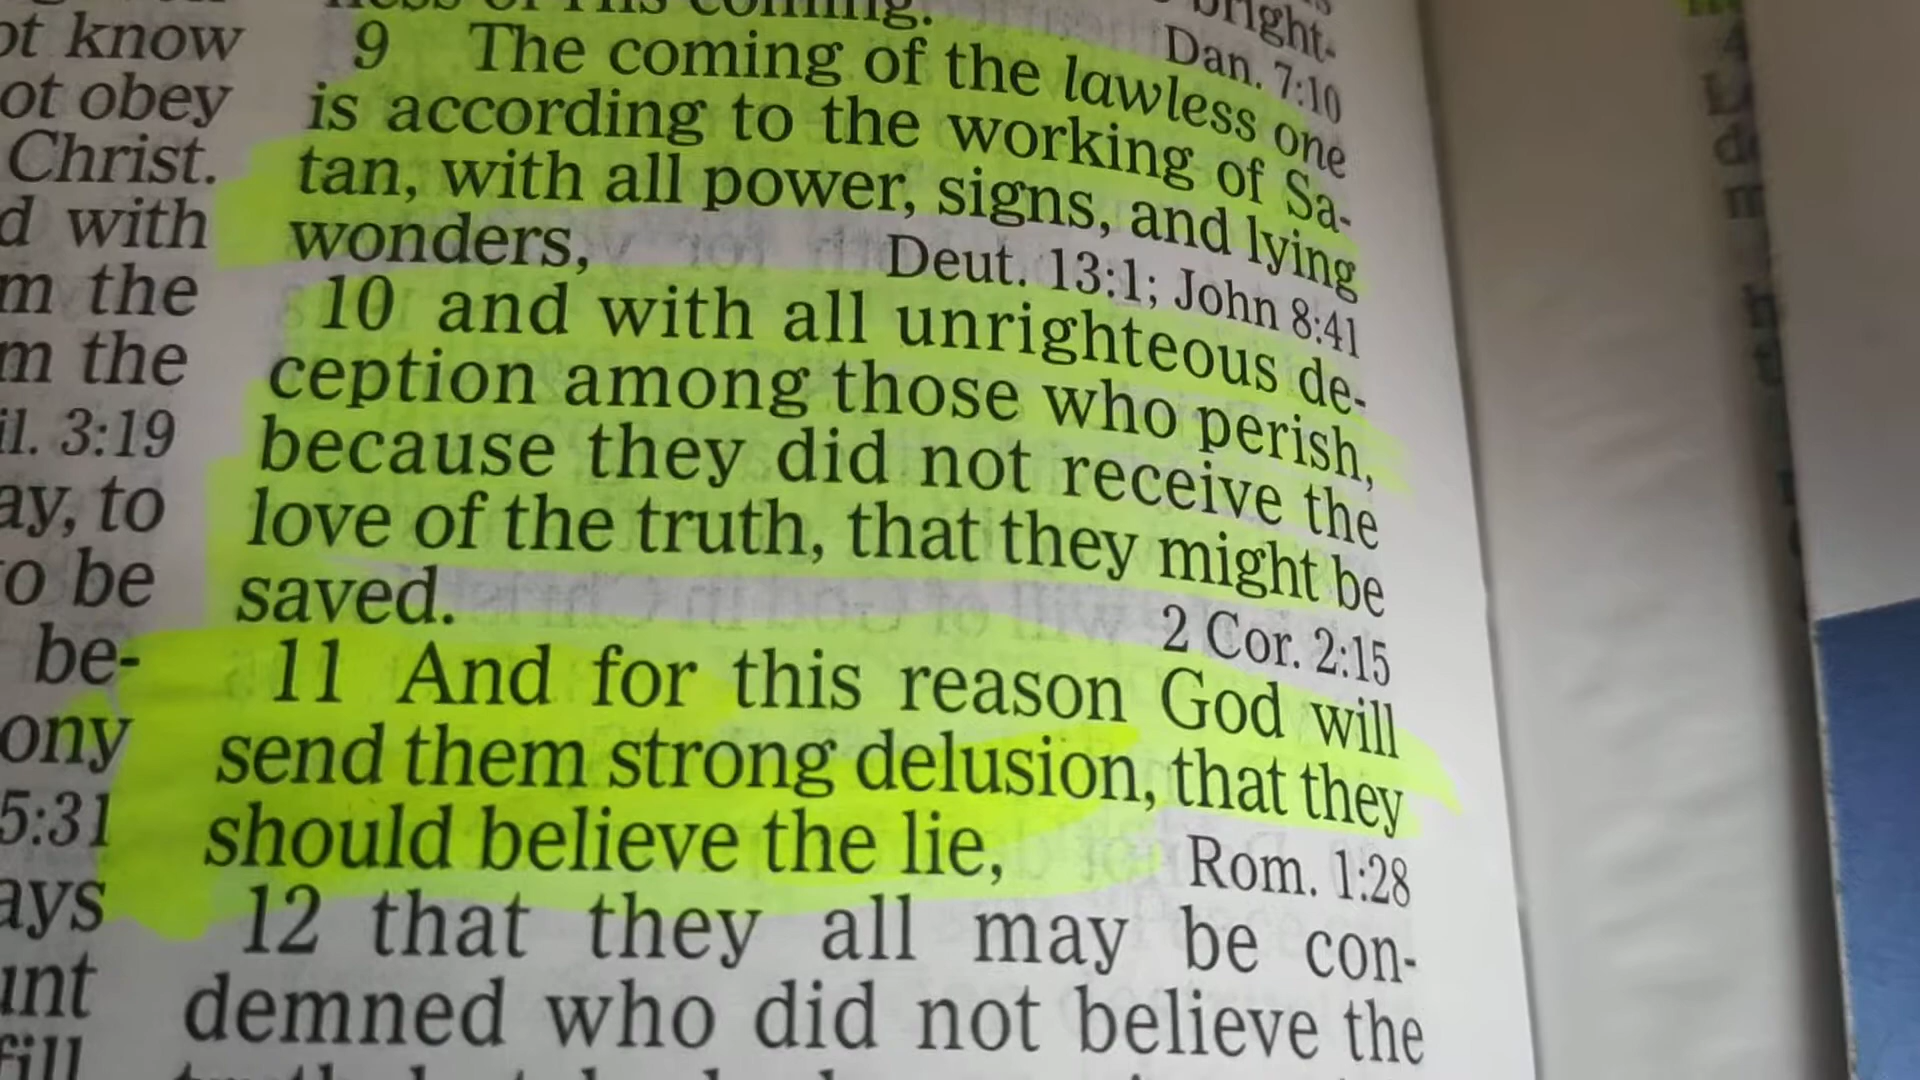 ot know
ot obey
Christ.
d with
m the
m the
il. 3:19
ay, to
o be
be-
ony
5:31
ays
unt
fill
ness of His coming.
bright-
Dan. 7:10
9 The coming of the lawless one
is according to the working of Sa-
tan, with all power, signs, and lying
wonders,
Deut. 13:1; John 8:41
10 and with all unrighteous de-
ception among those who perish,
because they did not receive the
love of the truth, that they might be
saved.
2 Cor. 2:15
11 And for this reason God will
send them strong delusion, that they
should believe the lie,
Rom. 1:28
12 that they all may be con-
demned who did not believe the